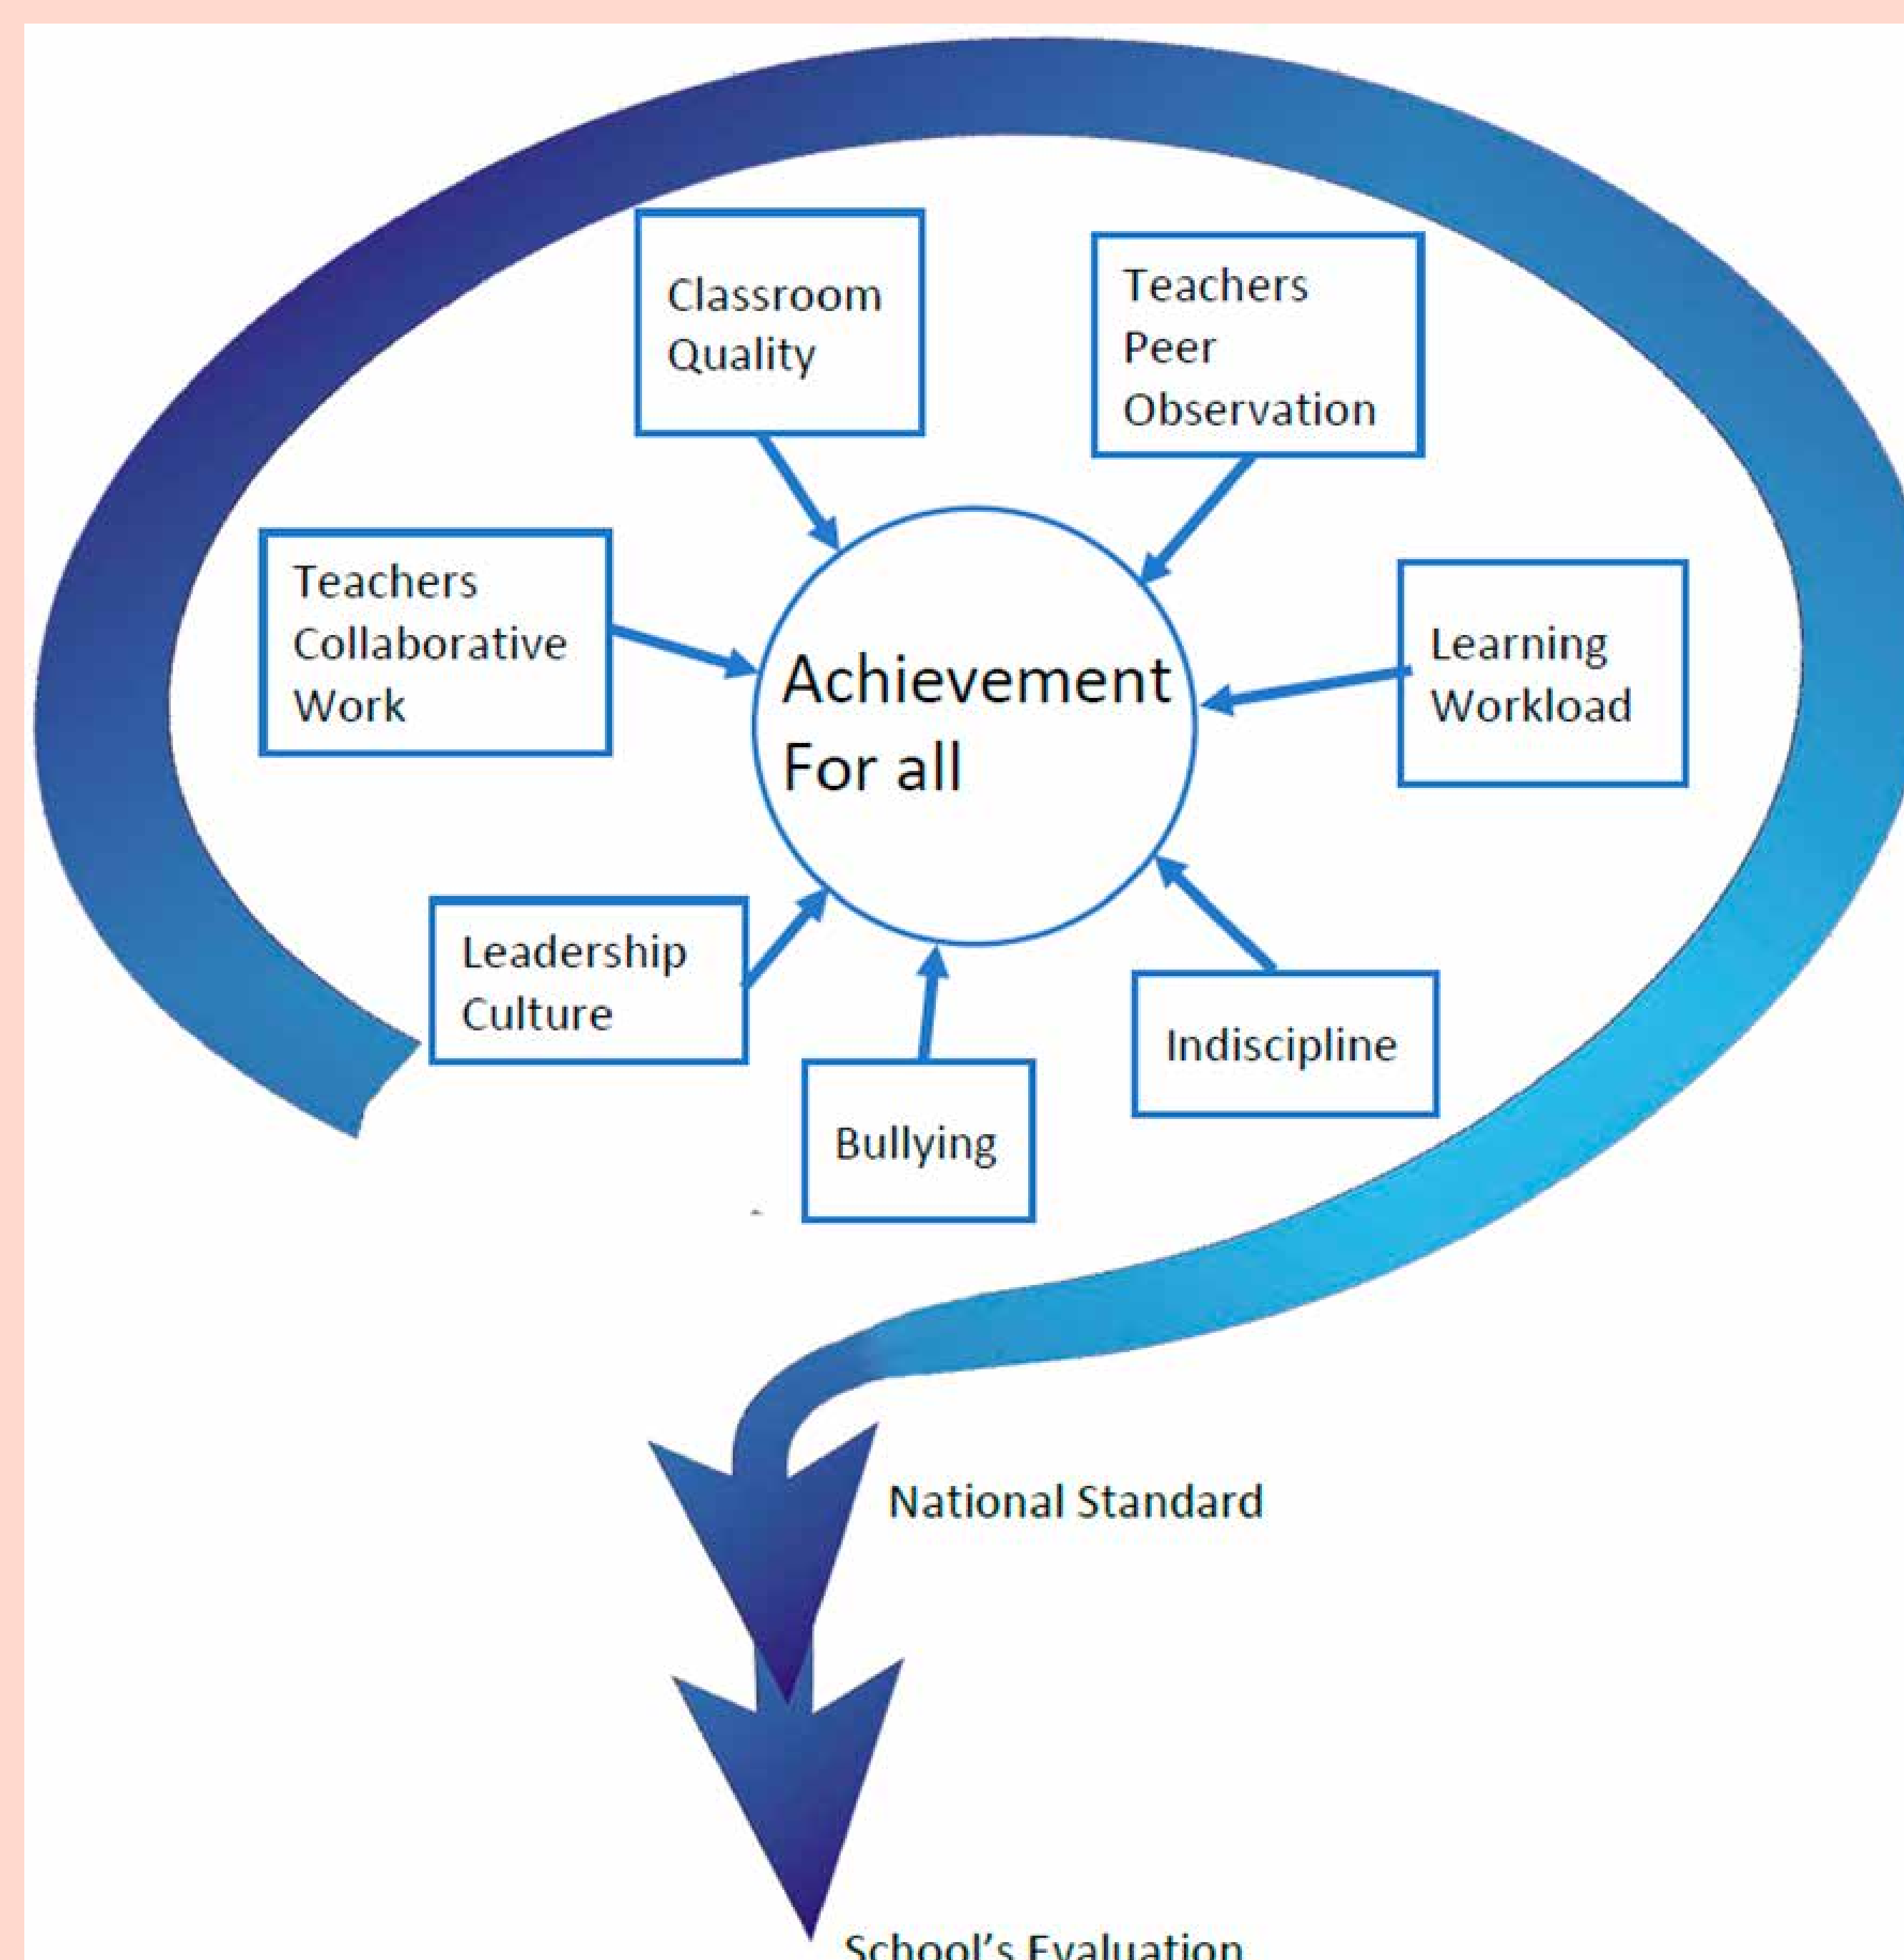 Classroom
Quality
Teachers
Peer
Observation
Teachers
Collaborative
Work
Achievement
For all
Learning
Workload
Leadership
Culture
Bullying
Indiscipline
National Standard
School's Evaluation